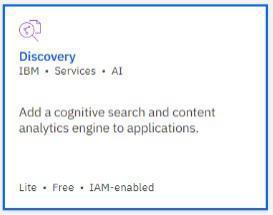 Discovery
IBM • Services • AI
Add a cognitive search and content
analytics engine to applications.
Lite • Free • IAM-enabled